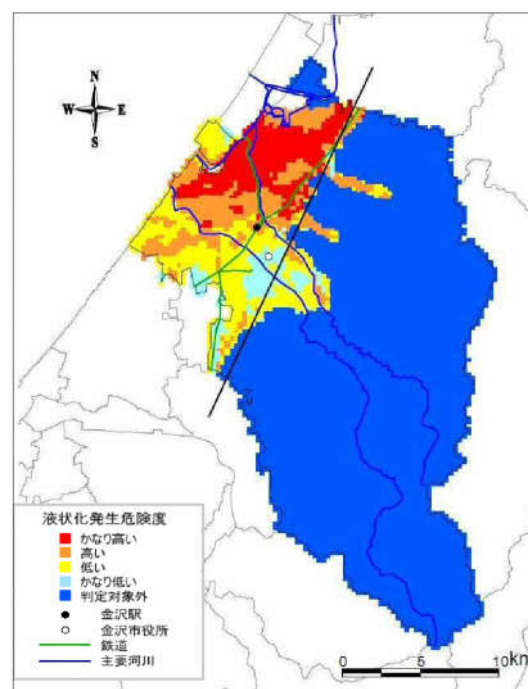 N
W E
S
液状化発生危険度
かなり高い
高い
低い
かなり低い
判定対象外
金沢駅
金沢市役所
鉄道
主要河川
0 5 10km